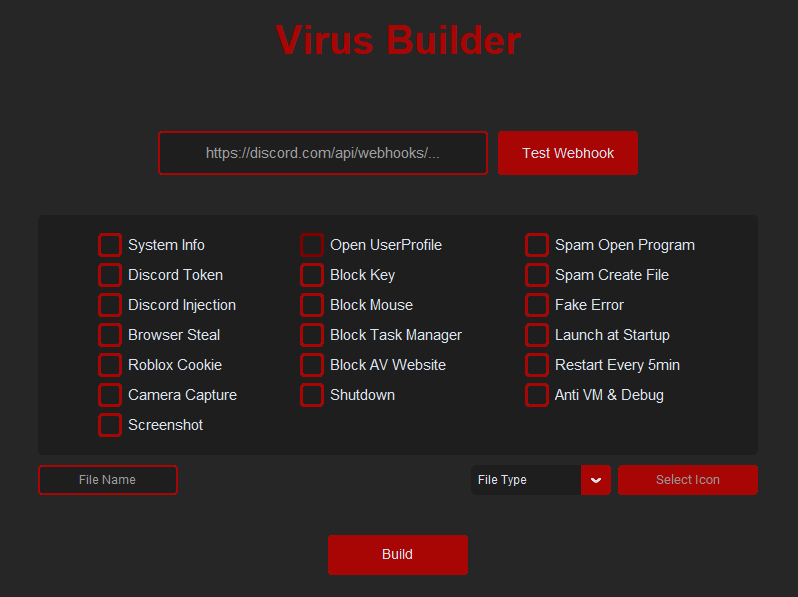 Virus Builder
https://discord.com/api/webhooks/...
Test Webhook
System Info
Discord Token
Discord Injection
Browser Steal
Roblox Cookie
Camera Capture
Screenshot
Open UserProfile
Block Key
Block Mouse
Block Task Manager
Block AV Website
Shutdown
Spam Open Program
Spam Create File
Fake Error
Launch at Startup
Restart Every 5min
Anti VM & Debug
File Name
File Type
Select Icon
Build